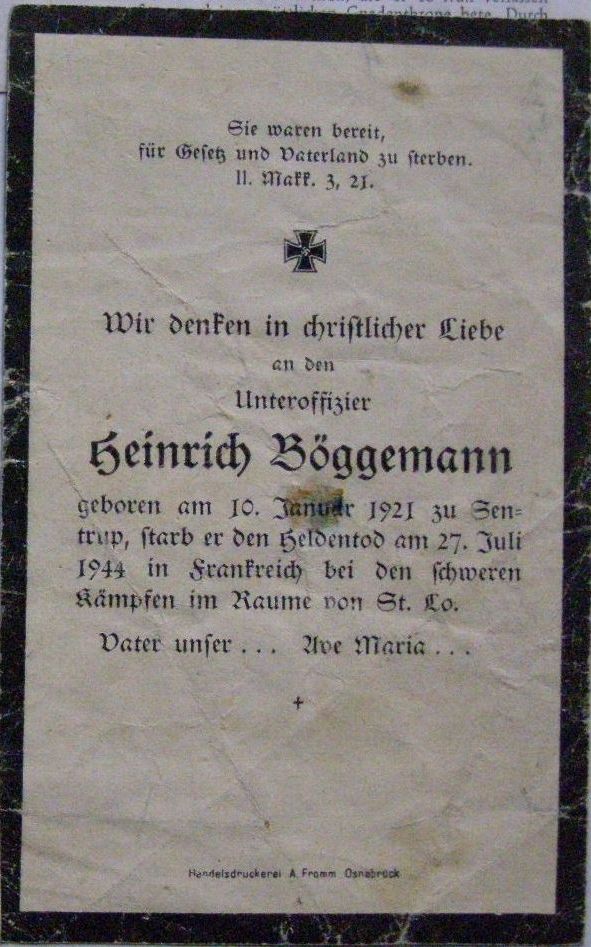 Sie waren bereit,
für Gesetz und Vaterland zu sterben.
II. Makk. 3, 21.
Wir denken in christlicher Liebe
an den
Unteroffizier
Heinrich Böggemann
geboren am 10. Januar 1921 zu Sen-
trup, starb er den Heldentod am 27. Juli
1944 in Frankreich bei den schweren
Kämpfen im Raume von St. Lo.
Vater unser... Ave Maria...
Handelsdruckerei A. Fromm Osnabrück